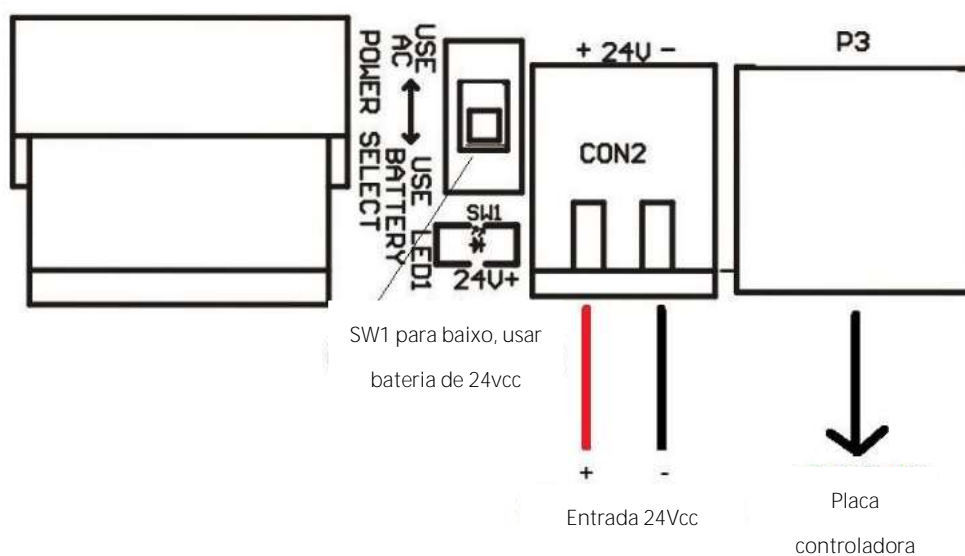 USE
AC
USE
BATTERY
POWER SELECT
LED1
SW1
24V+
+ 24V -
CON2
P3
SW1 para baixo, usar
bateria de 24vcc
+ -
Entrada 24Vcc
Placa
controladora